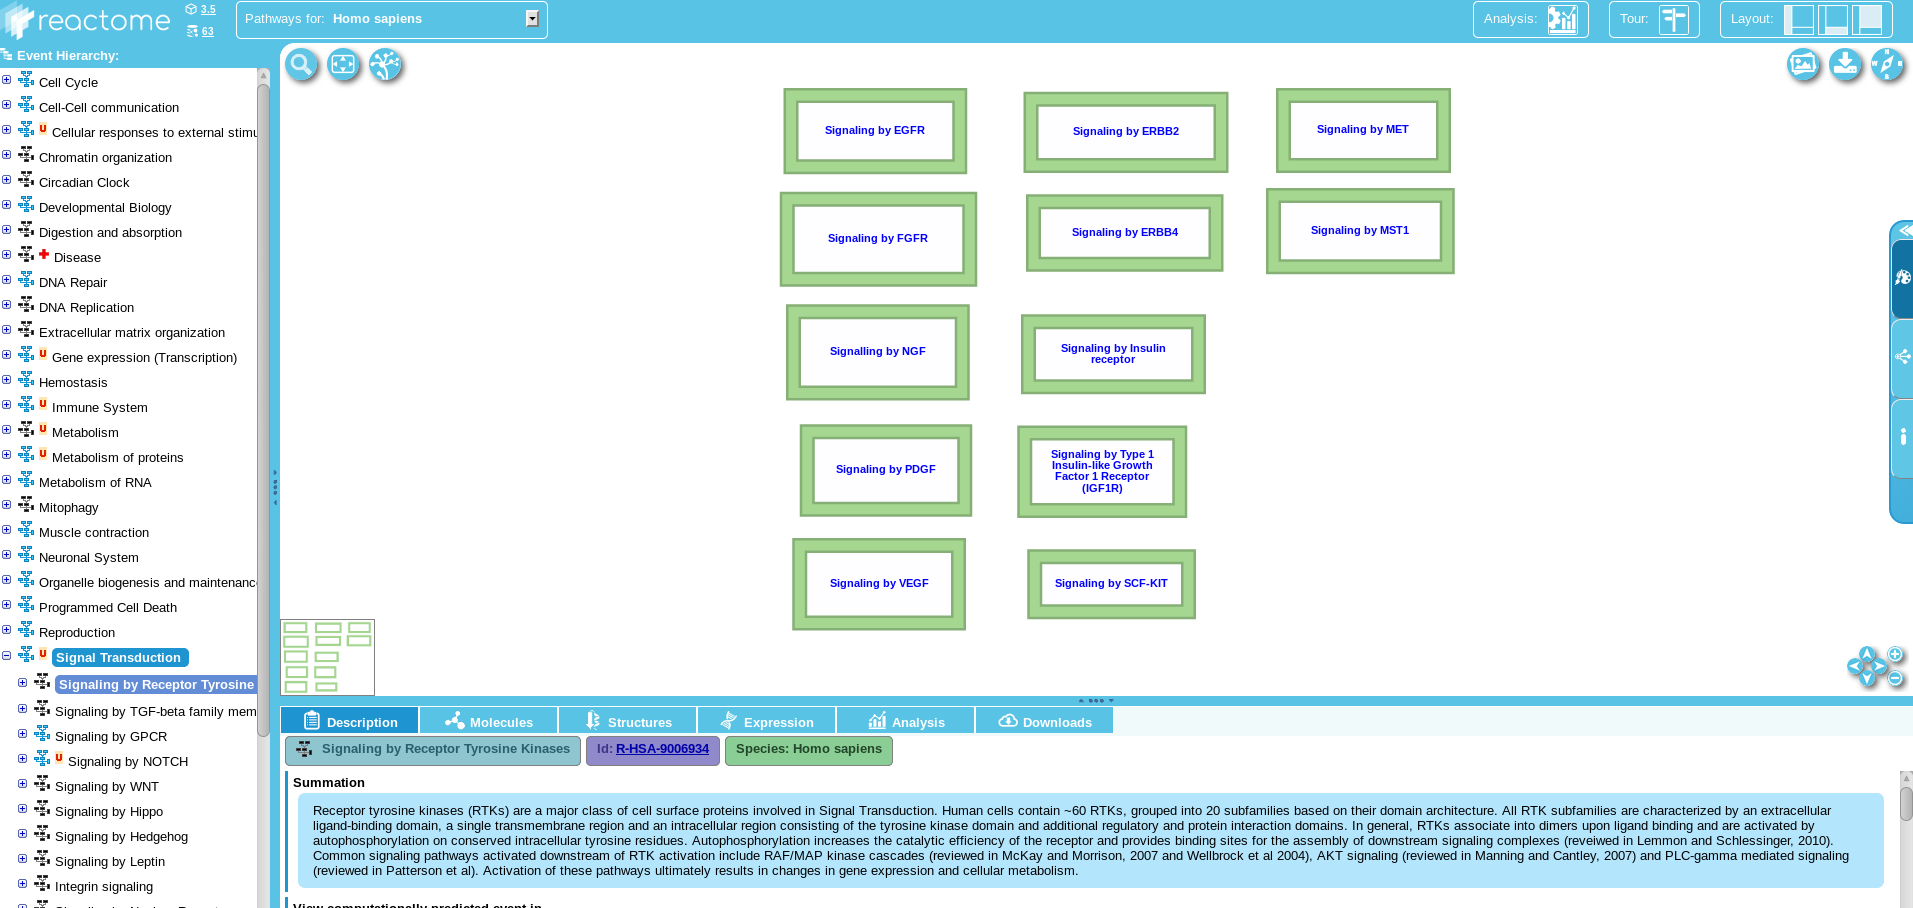 reactome
3.5
63
Pathways for: Homo sapiens
Analysis:
Tour:
Layout:
Event Hierarchy:
Cell Cycle
Cell-Cell communication
U Cellular responses to external stimu
Chromatin organization
Circadian Clock
Developmental Biology
Digestion and absorption
Disease
DNA Repair
DNA Replication
Extracellular matrix organization
U Gene expression (Transcription)
Hemostasis
U Immune System
U Metabolism
U Metabolism of proteins
Metabolism of RNA
Mitophagy
Muscle contraction
Neuronal System
Organelle biogenesis and maintenance
Programmed Cell Death
Reproduction
U Signal Transduction
Signaling by Receptor Tyrosine
Signaling by TGF-beta family mem
Signaling by GPCR
U Signaling by NOTCH
Signaling by WNT
Signaling by Hippo
Signaling by Hedgehog
Signaling by Leptin
Integrin signaling
Signaling by EGFR
Signaling by ERBB2
Signaling by MET
Signaling by FGFR
Signaling by ERBB4
Signaling by MST1
Signalling by NGF
Signaling by Insulin
receptor
Signaling by PDGF
Signaling by Type 1
Insulin-like Growth
Factor 1 Receptor
(IGF1R)
Signaling by VEGF
Signaling by SCF-KIT
Description
Molecules
Structures
Expression
Analysis
Downloads
Signaling by Receptor Tyrosine Kinases
Id: R-HSA-9006934
Species: Homo sapiens
Summation
Receptor tyrosine kinases (RTKs) are a major class of cell surface proteins involved in Signal Transduction. Human cells contain ~60 RTKs, grouped into 20 subfamilies based on their domain architecture. All RTK subfamilies are characterized by an extracellular
ligand-binding domain, a single transmembrane region and an intracellular region consisting of the tyrosine kinase domain and additional regulatory and protein interaction domains. In general, RTKs associate into dimers upon ligand binding and are activated by
autophosphorylation on conserved intracellular tyrosine residues. Autophosphorylation increases the catalytic efficiency of the receptor and provides binding sites for the assembly of downstream signaling complexes (reveiwed in Lemmon and Schlessinger, 2010).
Common signaling pathways activated downstream of RTK activation include RAF/MAP kinase cascades (reviewed in McKay and Morrison, 2007 and Wellbrock et al 2004), AKT signaling (reviewed in Manning and Cantley, 2007) and PLC-gamma mediated signaling
(reviewed in Patterson et al). Activation of these pathways ultimately results in changes in gene expression and cellular metabolism.
View computationally predicted event in